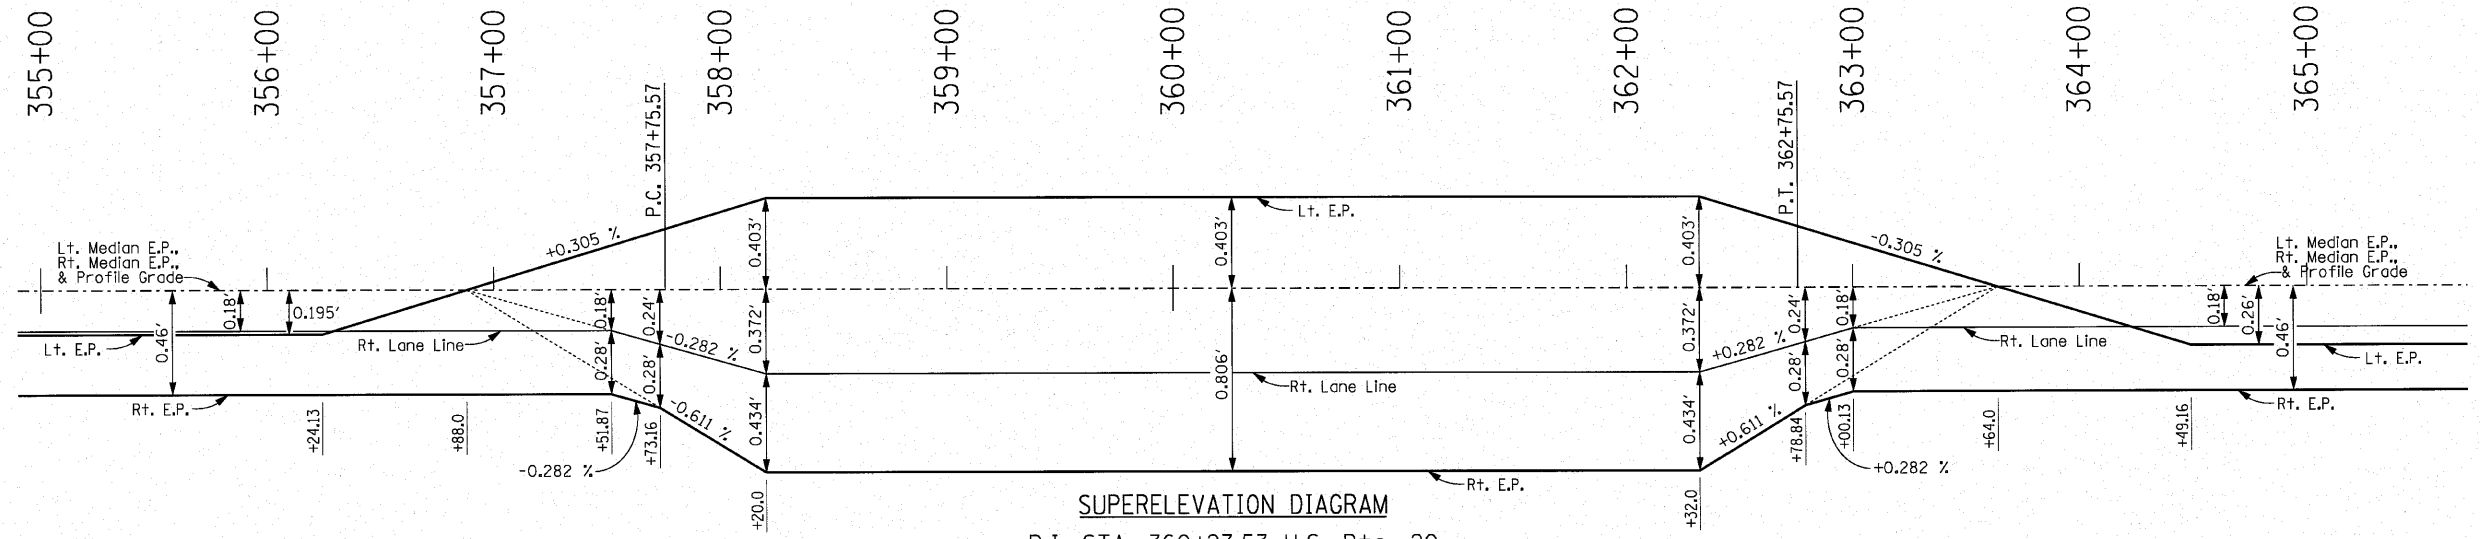 355+00
356+00
357+00
358+00
359+00
360+00
361+00
362+00
363+00
364+00
365+00
P.C. 357+75.57
P.T. 362+75.57
Lt. Median E.P.,
Rt. Median E.P.,
& Profile Grade
Lt. Median E.P.,
Rt. Median E.P.,
& Profile Grade
+0.305 %
Lt. E.P.
-0.305 %
0.403'
0.403'
0.403'
0.46'
0.18'
0.195'
0.18'
0.24'
0.372'
0.372'
0.24'
0.18'
0.18'
0.26'
0.46'
Lt. E.P.
Rt. Lane Line
-0.282 %
+0.282 %
Rt. Lane Line
Lt. E.P.
0.28'
0.28'
0.806'
Rt. Lane Line
0.28'
0.28'
Rt. E.P.
-0.611 %
0.434'
0.434'
+0.611 %
Rt. E.P.
+24.13
+88.0
+51.87
+73.16
+78.84
+00.13
+64.0
+49.16
-0.282 %
+0.282 %
Rt. E.P.
+20.0
+32.0
SUPERELEVATION DIAGRAM
P.I. STA. 360+27.53 U.S. Rte. 20